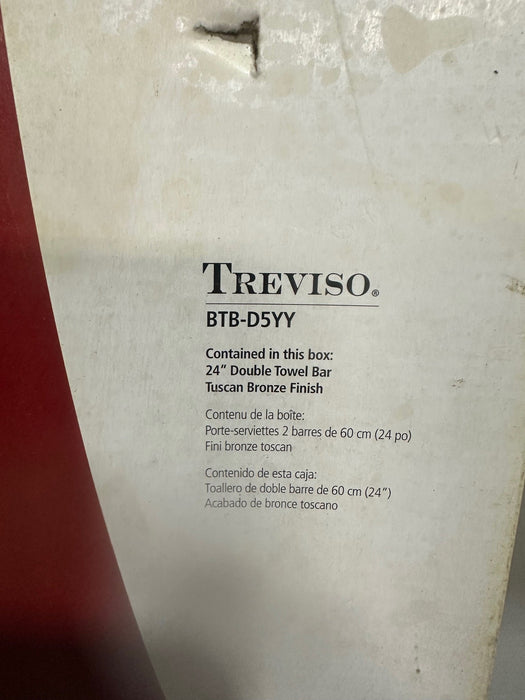 TREVISO®
BTB-D5YY
Contained in this box:
24" Double Towel Bar
Tuscan Bronze Finish
Contenu de la boîte:
Porte-serviettes 2 barres de 60 cm (24 po)
Fini bronze toscan
Contenido de esta caja:
Toallero de doble barre de 60 cm (24")
Acabado de bronce toscano